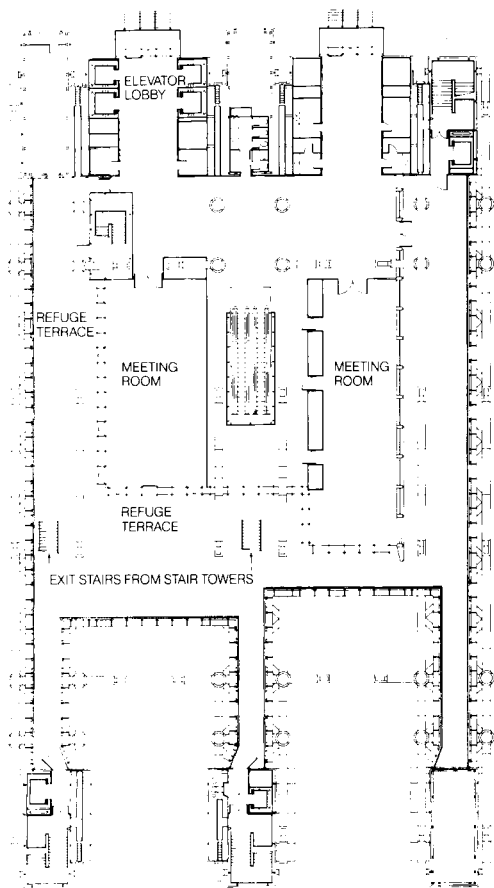 ELEVATOR
LOBBY
REFUGE
TERRACE
MEETING
ROOM
MEETING
ROOM
REFUGE
TERRACE
EXIT STAIRS FROM STAIR TOWERS